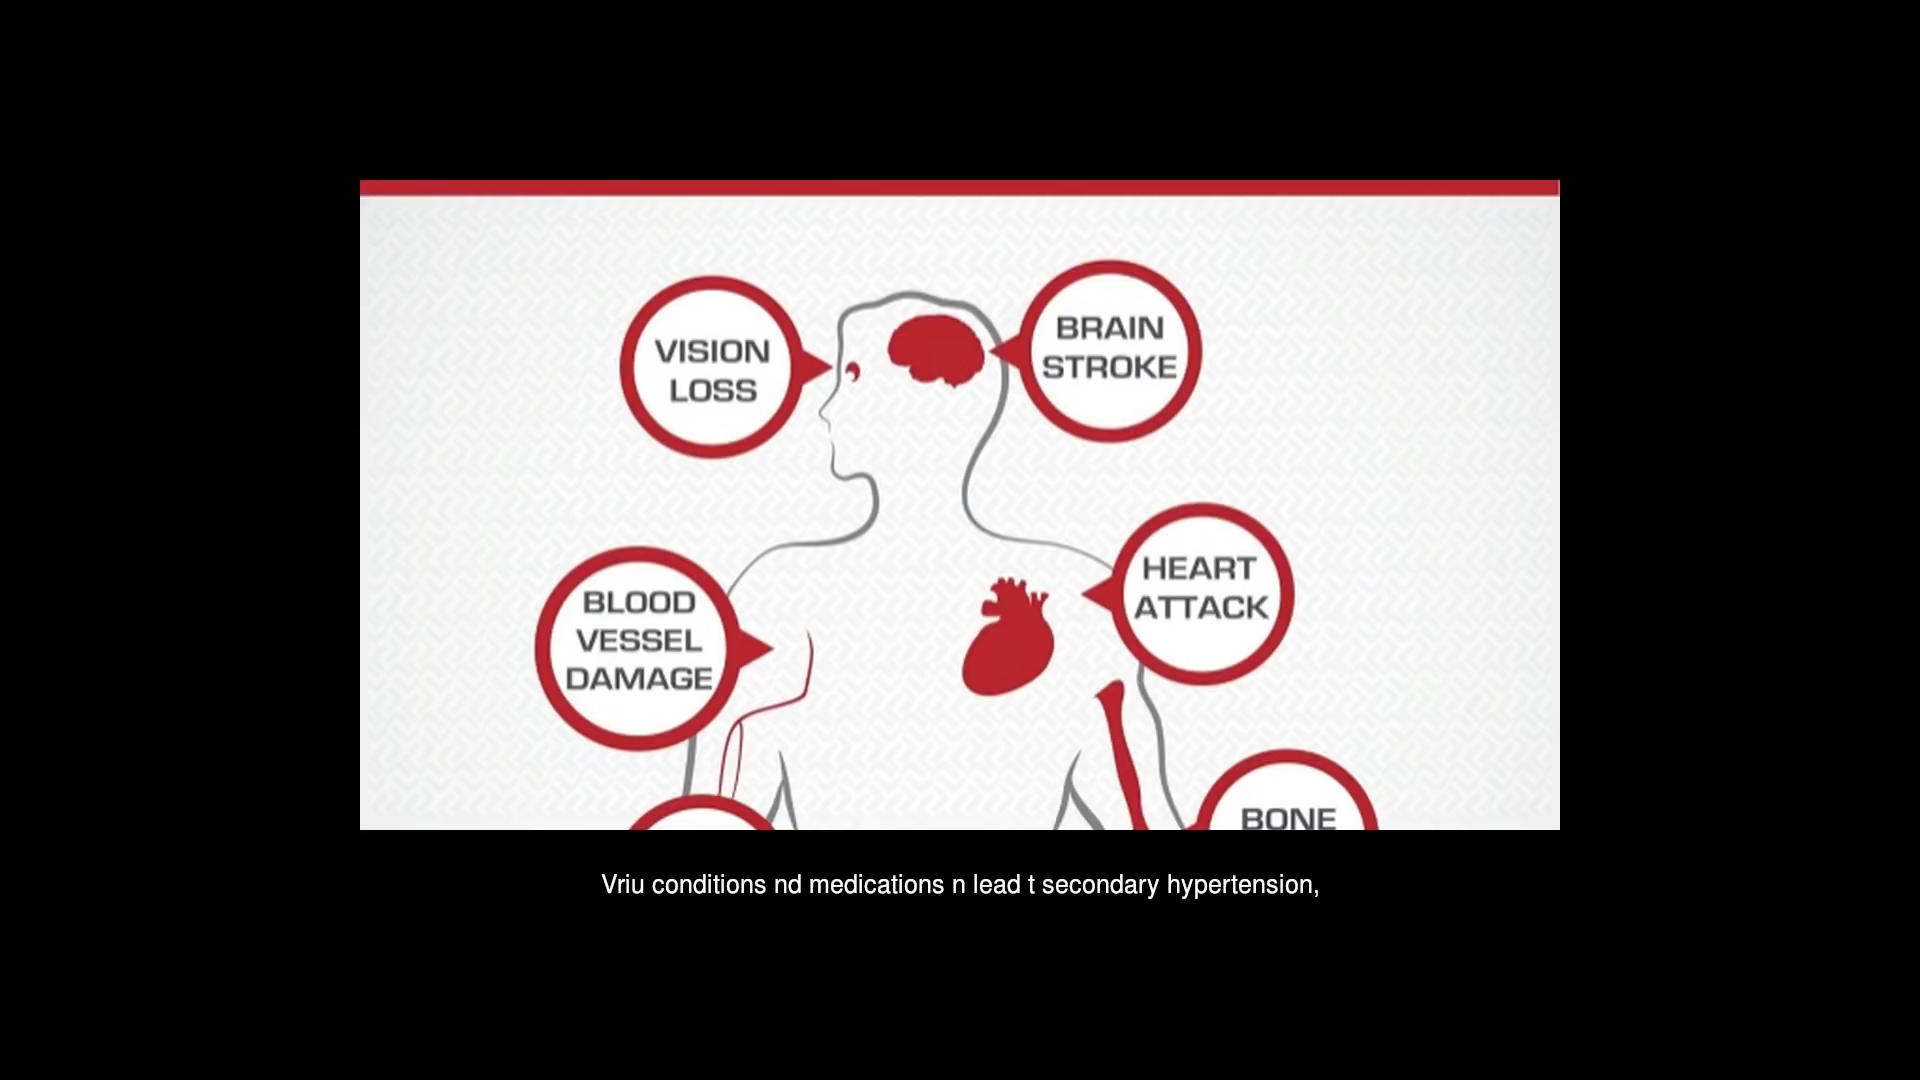 VISION
LOSS
BRAIN
STROKE
HEART
ATTACK
BLOOD
VESSEL
DAMAGE
BONE
Vriu conditions nd medications n lead t secondary hypertension,